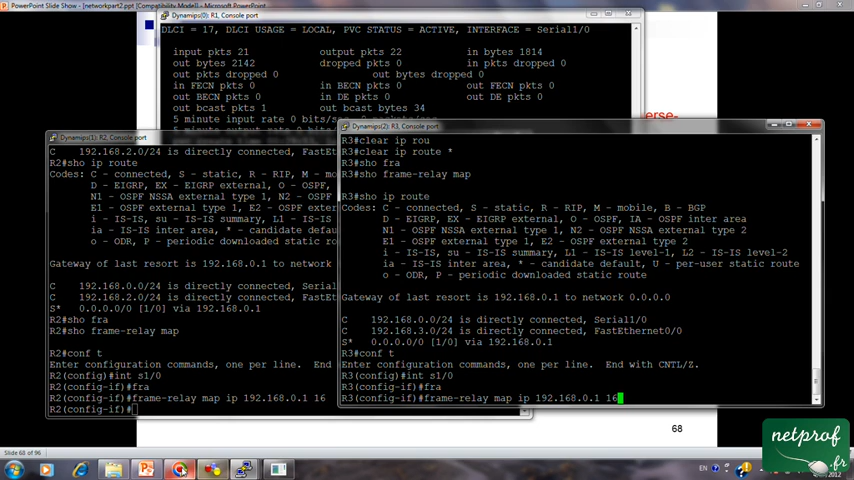 PowerPoint Slide Show - [networkpart2.ppt [Compatibility Mode] - Microsoft PowerPoint
Dynamips(0): R1, Console port
DLCI = 17, DLCI USAGE = LOCAL, PVC STATUS = ACTIVE, INTERFACE = Serial1/0
input pkts 21 output pkts 22 in bytes 1814
out bytes 2142 dropped pkts 0 in pkts dropped 0
out pkts dropped 0 out bytes dropped 0
in FECN pkts 0 in BECN pkts 0 out FECN pkts 0
out BECN pkts 0 in DE pkts 0 out DE pkts 0
out bcast pkts 1 out bcast bytes 34
5 minute input rate 0 bits/
erse-
Dynamips(1): R2, Console port
C 192.168.2.0/24 is directly connected, FastEt
R2#sho ip route
Codes: C - connected, S - static, R - RIP, M - mo
D - EIGRP, EX - EIGRP external, O - OSPF,
N1 - OSPF NSSA external type 1, N2 - OSPF
E1 - OSPF external type 1, E2 - OSPF exter
i - IS-IS, su - IS-IS summary, L1 - IS-IS
ia - IS-IS inter area, * - candidate defau
o - ODR, P - periodic downloaded static ro
Gateway of last resort is 192.168.0.1 to network
C 192.168.0.0/24 is directly connected, Serial
C 192.168.2.0/24 is directly connected, FastEt
S* 0.0.0.0/0 [1/0] via 192.168.0.1
R2#sho fra
R2#sho frame-relay map
R2#conf t
Enter configuration commands, one per line. End
R2(config)#int s1/0
R2(config-if)#fra
R2(config-if)#frame-relay map ip 192.168.0.1 16
R2(config-if)#
Dynamips(2): R3, Console port
R3#clear ip rou
R3#clear ip route *
R3#sho fra
R3#sho frame-relay map
R3#sho ip route
Codes: C - connected, S - static, R - RIP, M - mobile, B - BGP
D - EIGRP, EX - EIGRP external, O - OSPF, IA - OSPF inter area
N1 - OSPF NSSA external type 1, N2 - OSPF NSSA external type 2
E1 - OSPF external type 1, E2 - OSPF external type 2
i - IS-IS, su - IS-IS summary, L1 - IS-IS level-1, L2 - IS-IS level-2
ia - IS-IS inter area, * - candidate default, U - per-user static route
o - ODR, P - periodic downloaded static route
Gateway of last resort is 192.168.0.1 to network 0.0.0.0
C 192.168.0.0/24 is directly connected, Serial1/0
C 192.168.3.0/24 is directly connected, FastEthernet0/0
S* 0.0.0.0/0 [1/0] via 192.168.0.1
R3#conf t
Enter configuration commands, one per line. End with CNTL/Z.
R3(config)#int s1/0
R3(config-if)#fra
R3(config-if)#frame-relay map ip 192.168.0.1 16
68
netprof
.fr
Slide 68 of 96
EN
2012